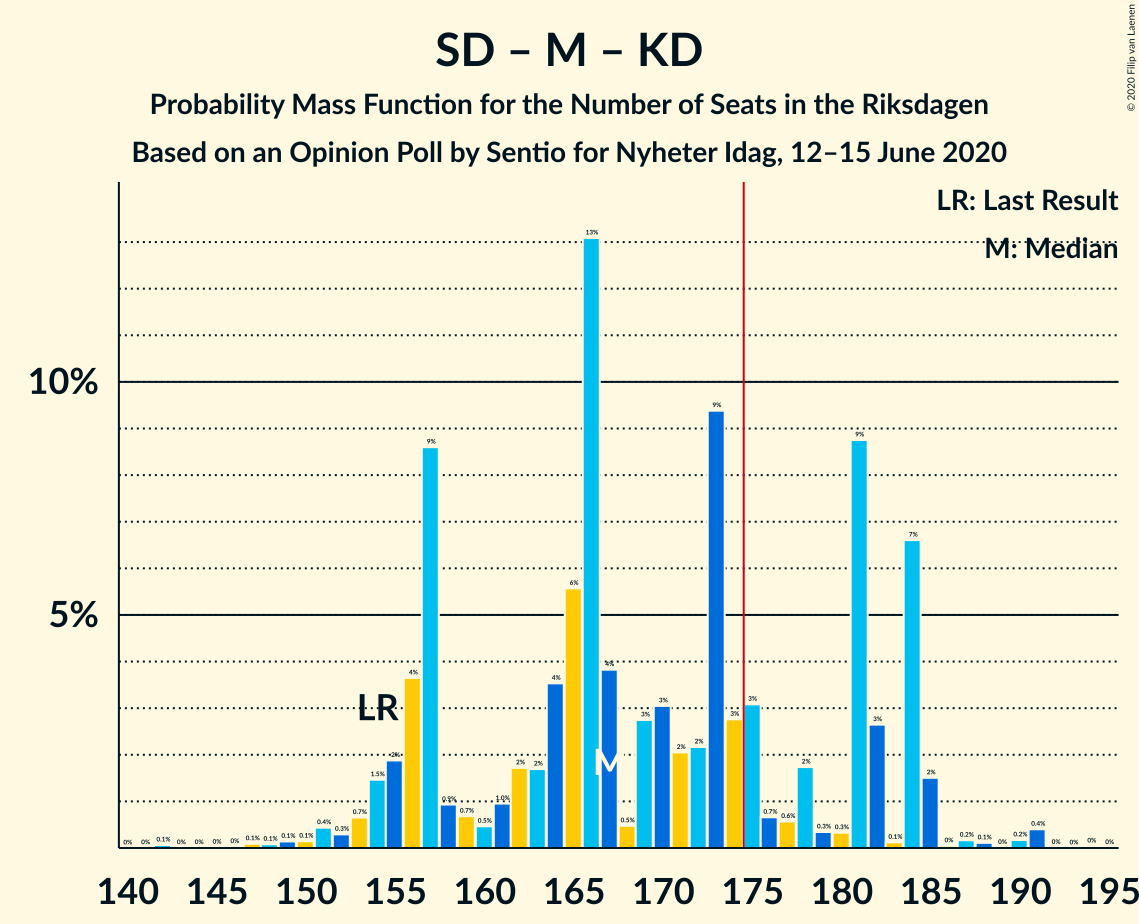 SD – M – KD
Probability Mass Function for the Number of Seats in the Riksdagen
Based on an Opinion Poll by Sentio for Nyheter Idag, 12–15 June 2020
© 2020 Filip van Laenen
LR: Last Result
M: Median
10%
5%
LR
M
0% 0% 0.1% 0% 0% 0% 0% 0.1% 0.1% 0.1% 0.1% 0.4% 0.3% 0.7% 1.5% 2% 4% 9% 0.9% 0.7% 0.5% 1.0% 2% 2% 4% 6% 13% 4% 0.5% 3% 3% 2% 2% 9% 3% 3% 0.7% 0.6% 2% 0.3% 0.3% 9% 3% 0.1% 7% 2% 0% 0.2% 0.1% 0% 0.2% 0.4% 0% 0% 0% 0%
140 145 150 155 160 165 170 175 180 185 190 195